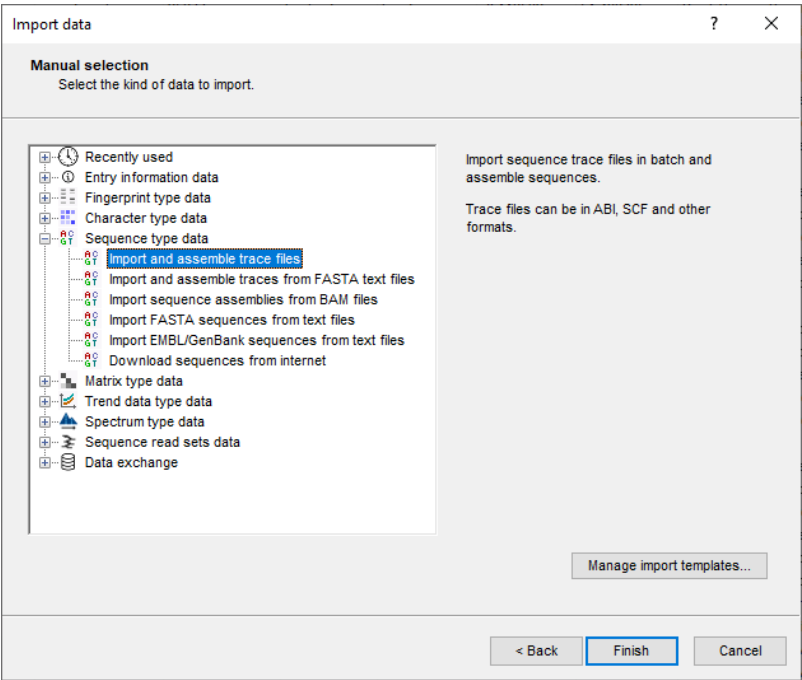 Import data
?
Manual selection
Select the kind of data to import.
Recently used
Entry information data
Fingerprint type data
Character type data
Sequence type data
Import and assemble trace files
Import and assemble traces from FASTA text files
Import sequence assemblies from BAM files
Import FASTA sequences from text files
Import EMBL/GenBank sequences from text files
Download sequences from internet
Matrix type data
Trend data type data
Spectrum type data
Sequence read sets data
Data exchange
Import sequence trace files in batch and
assemble sequences.
Trace files can be in ABI, SCF and other
formats.
Manage import templates...
< Back
Finish
Cancel